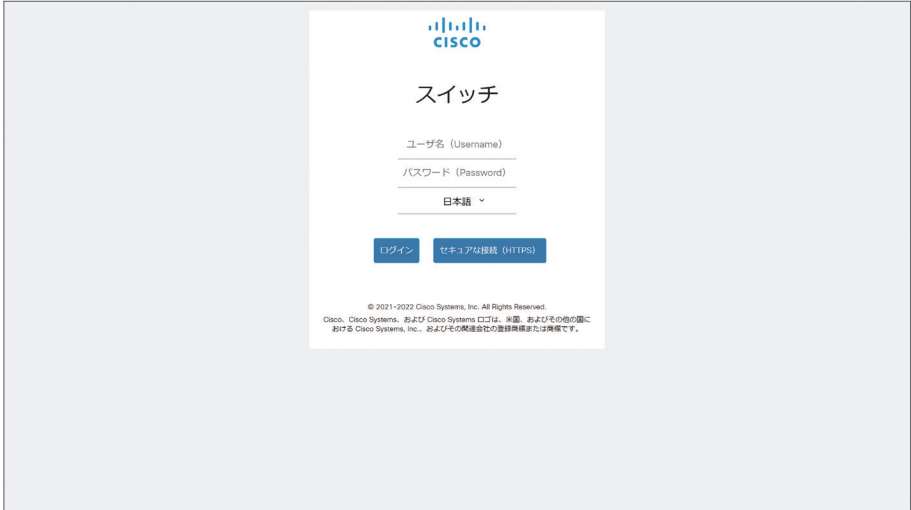 CISCO
スイッチ
ユーザ名（Username）
パスワード（Password）
日本語
ログイン セキュアな接続（HTTPS）
© 2021-2022 Cisco Systems, Inc. All Rights Reserved.
Cisco、Cisco Systems、および Cisco Systems ロゴは、米国、およびその他の国に
おける Cisco Systems, Inc.、およびその関連会社の登録商標または商標です。